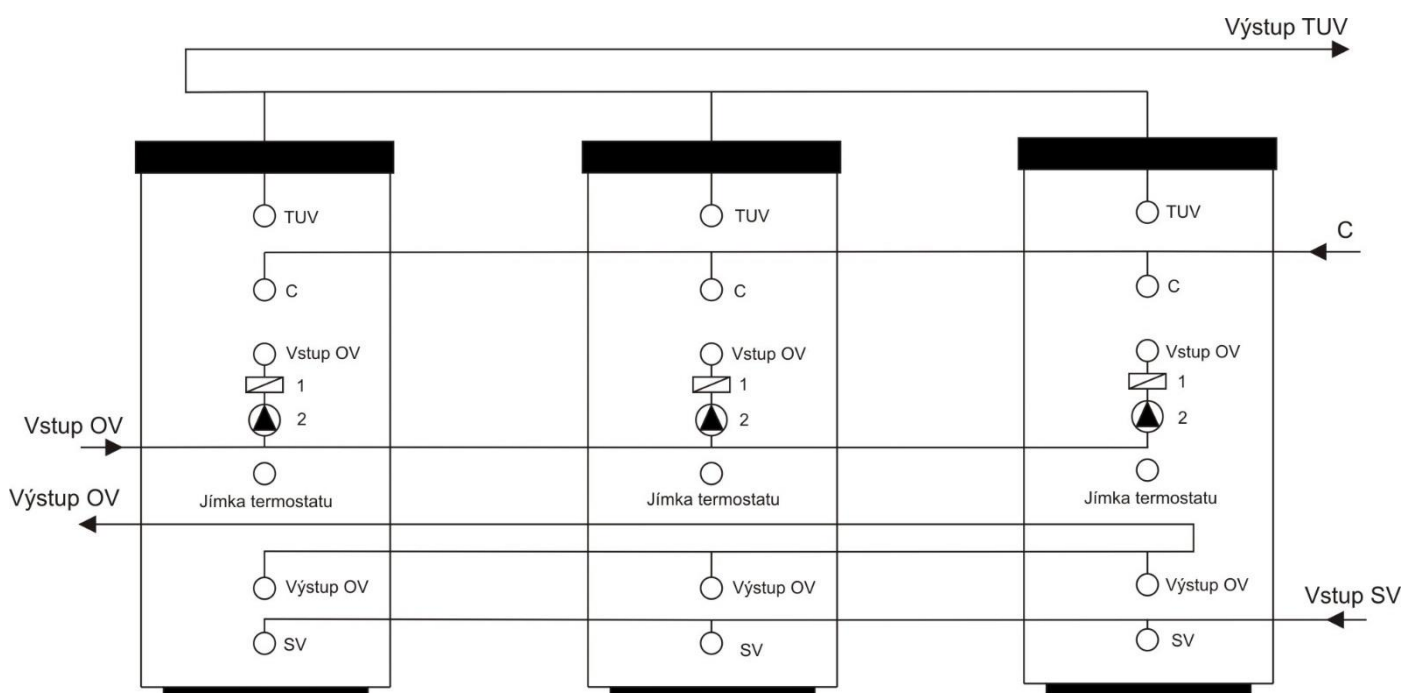 Výstup TUV
TUV
TUV
TUV
C
C
C
C
Vstup OV
Vstup OV
Vstup OV
1
1
1
2
2
2
Vstup OV
Jímka termostatu
Jímka termostatu
Jímka termostatu
Výstup OV
Výstup OV
Výstup OV
Výstup OV
Vstup SV
SV
SV
SV